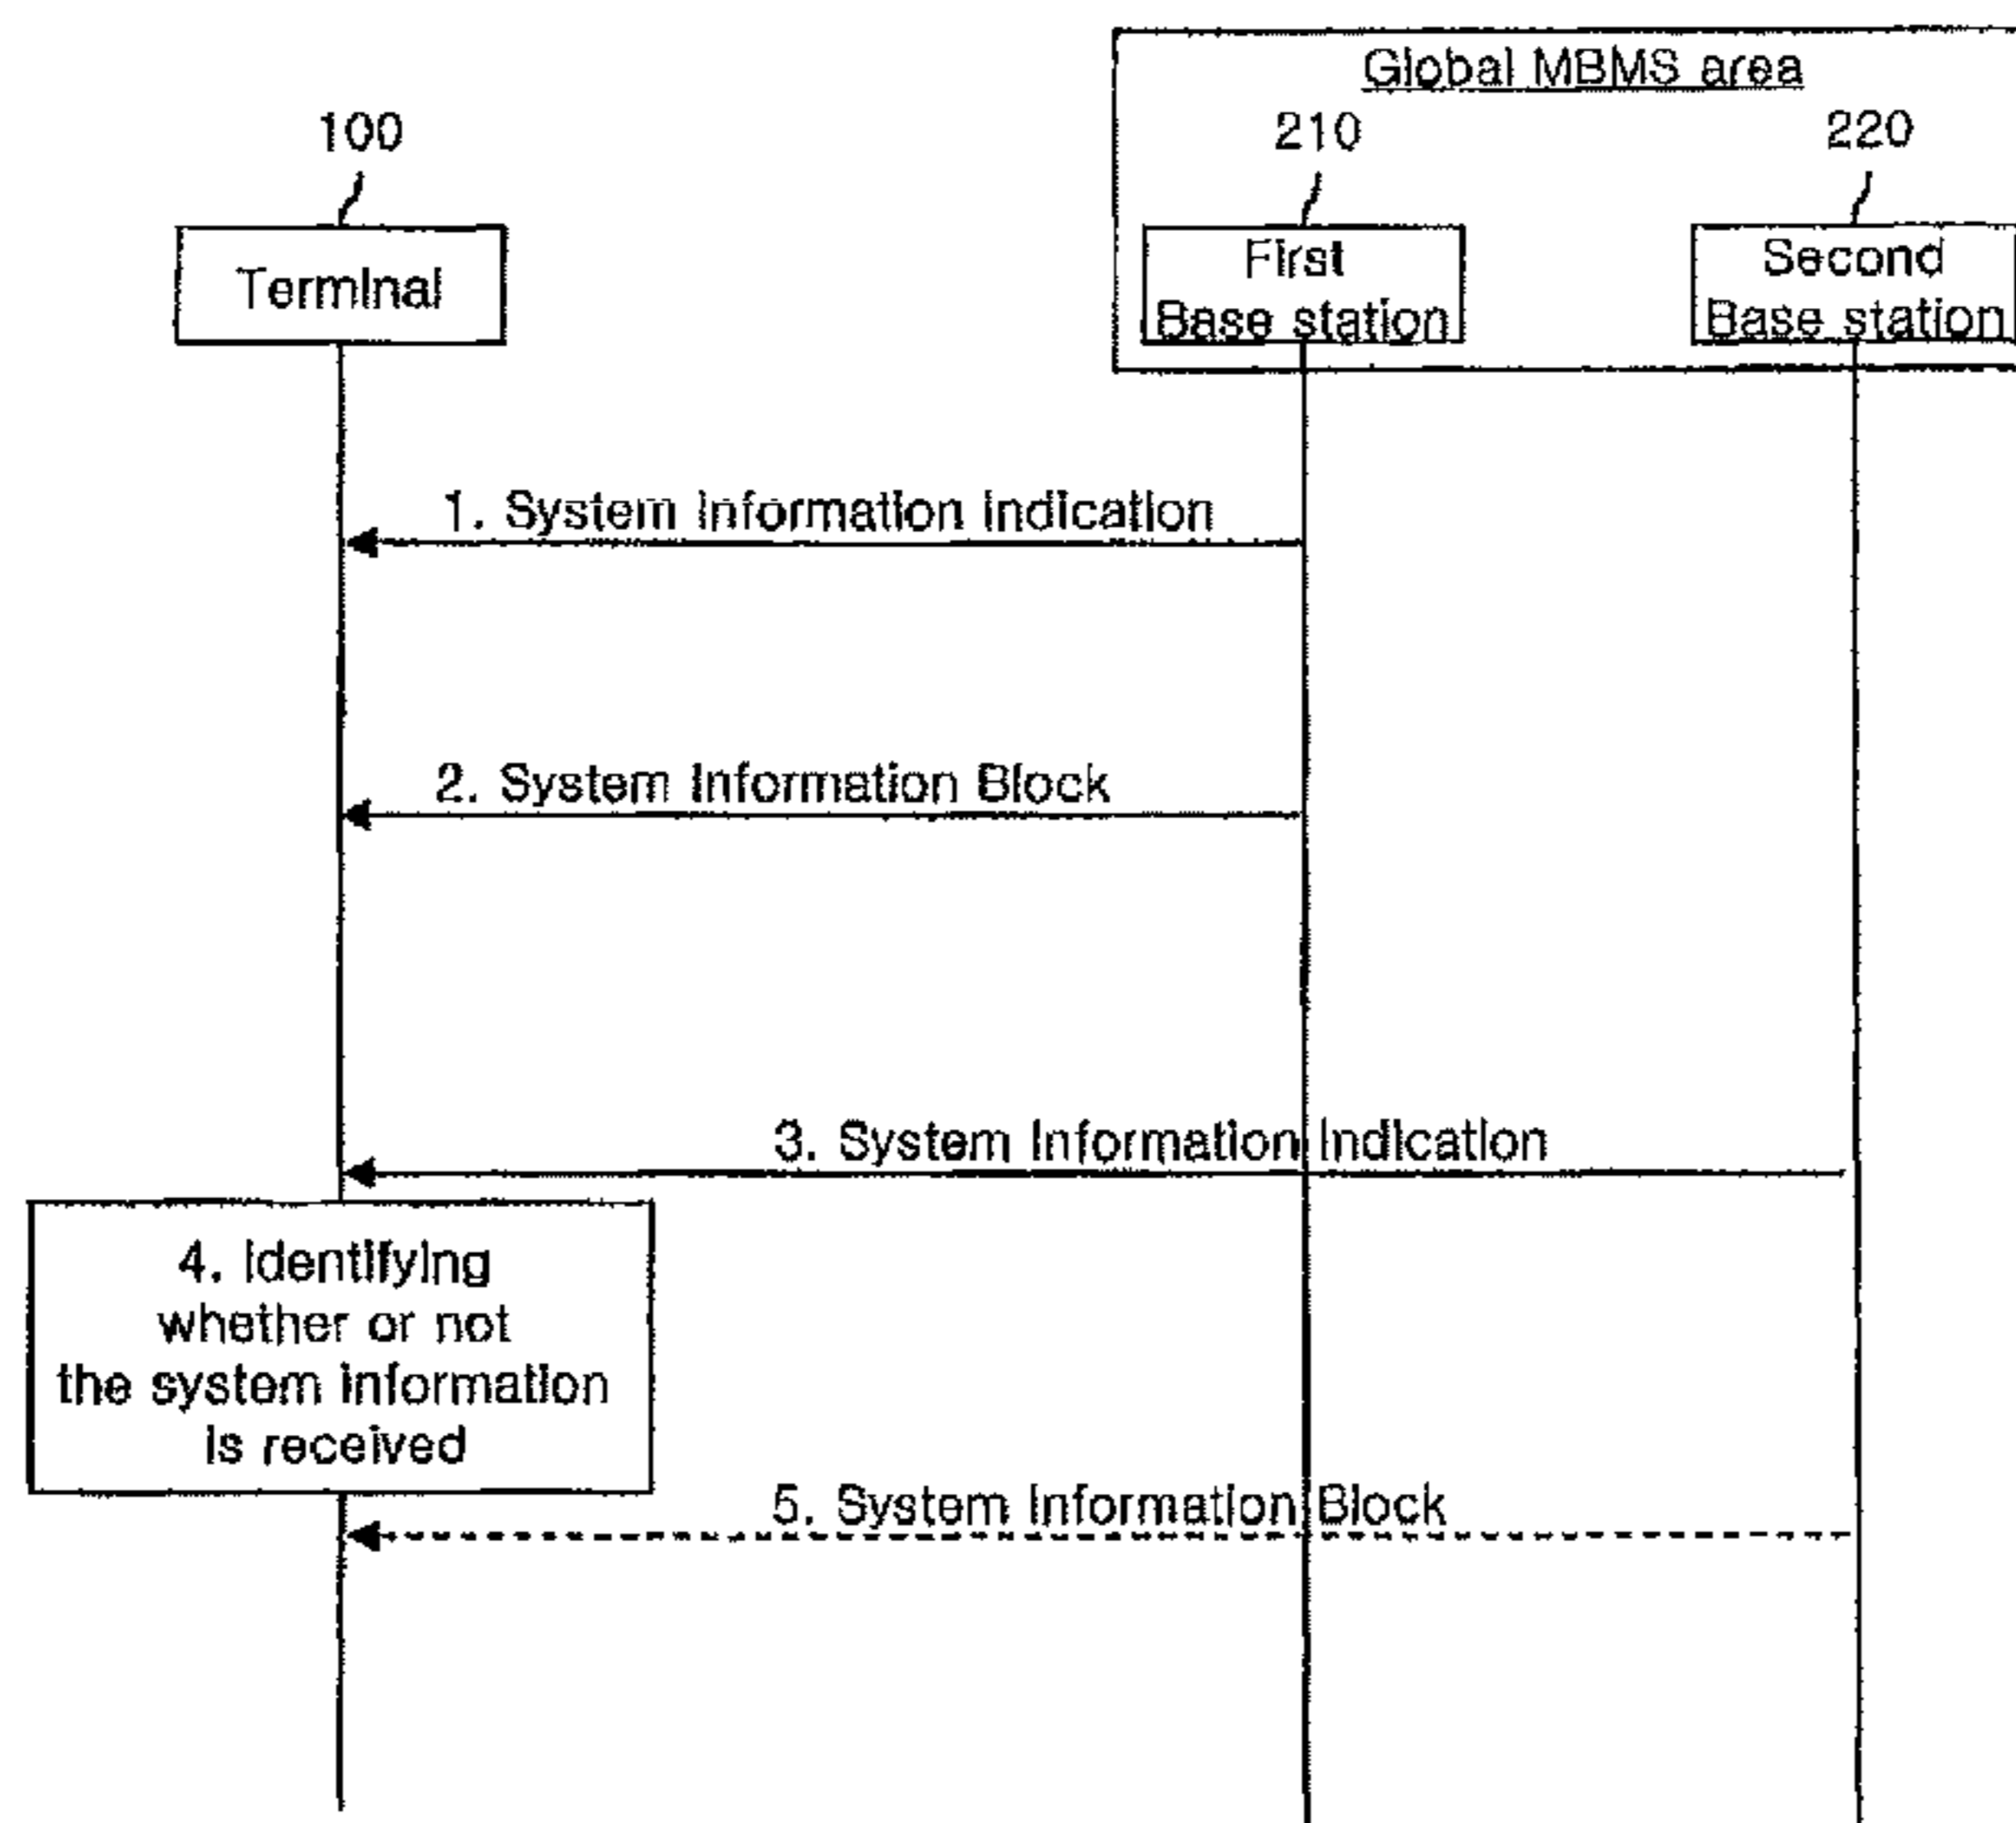 Global MBMS area
100
210
220
Terminal
First
Base station
Second
Base station
1. System Information Indication
2. System Information Block
3. System Information Indication
4. Identifying
whether or not
the system information
is received
5. System Information Block